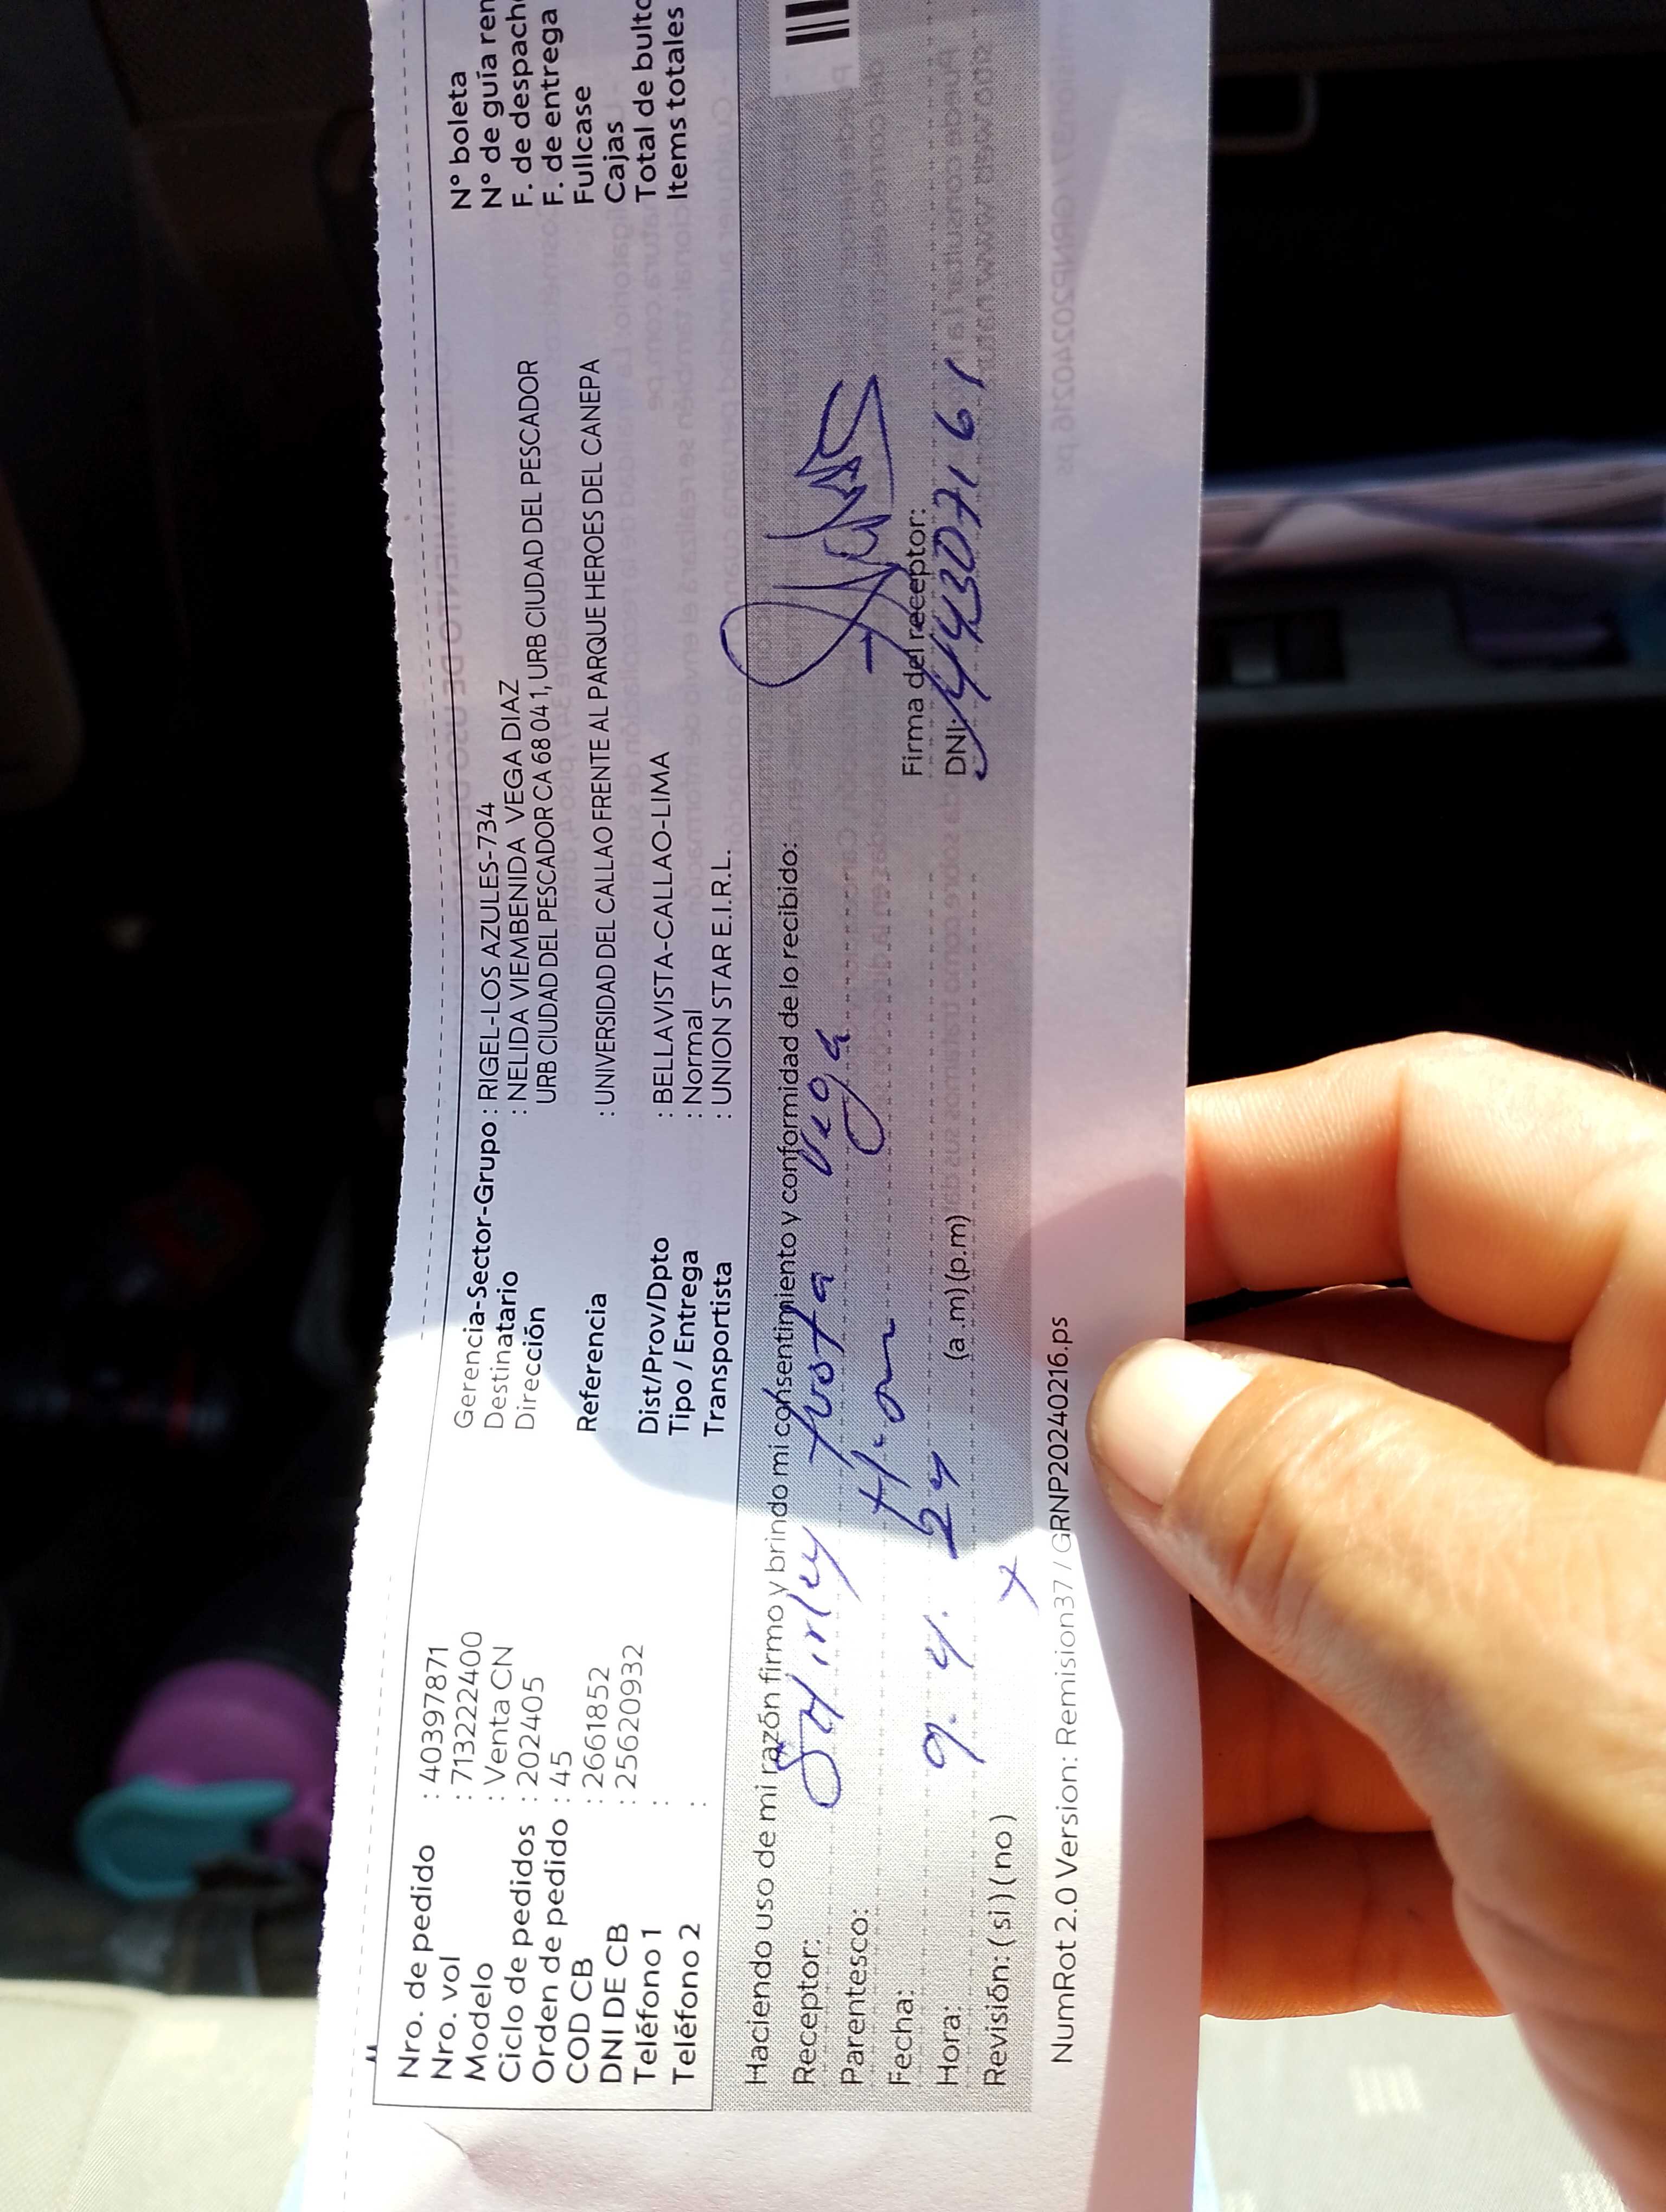 Nro. de pedido : 40397871
Nro. vol : 713222400
Modelo : Venta CN
Ciclo de pedidos : 202405
Orden de pedido : 45
COD CB : 2661852
DNI DE CB : 25620932
Teléfono 1 :
Teléfono 2 :
Gerencia-Sector-Grupo : RIGEL-LOS AZULES-734
Destinatario : NELIDA VIEMBENIDA VEGA DIAZ
Dirección URB CIUDAD DEL PESCADOR CA 68 04 1, URB CIUDAD DEL PESCADOR
Referencia : UNIVERSIDAD DEL CALLAO FRENTE AL PARQUE HEROES DEL CANEPA
Dist/Prov/Dpto : BELLAVISTA-CALLAO-LIMA
Tipo / Entrega : Normal
Transportista : UNION STAR E.I.R.L.
N° boleta
N° de guía
F. de despach
F. de entrega
Fullcase
Cajas
Total de bulto
Items totales
Haciendo uso de mi razón firmo y brindo mi consentimiento y conformidad de lo recibido:
Receptor: Vega
Parentesco:
Fecha: 9. 4. 24
Hora: (a .m) (p.m)
Revisión: ( si ) ( no )
Firma del receptor:
DNI: 44307161
NumRot 2.0 Version: Remision37 / GRNP20240216.ps